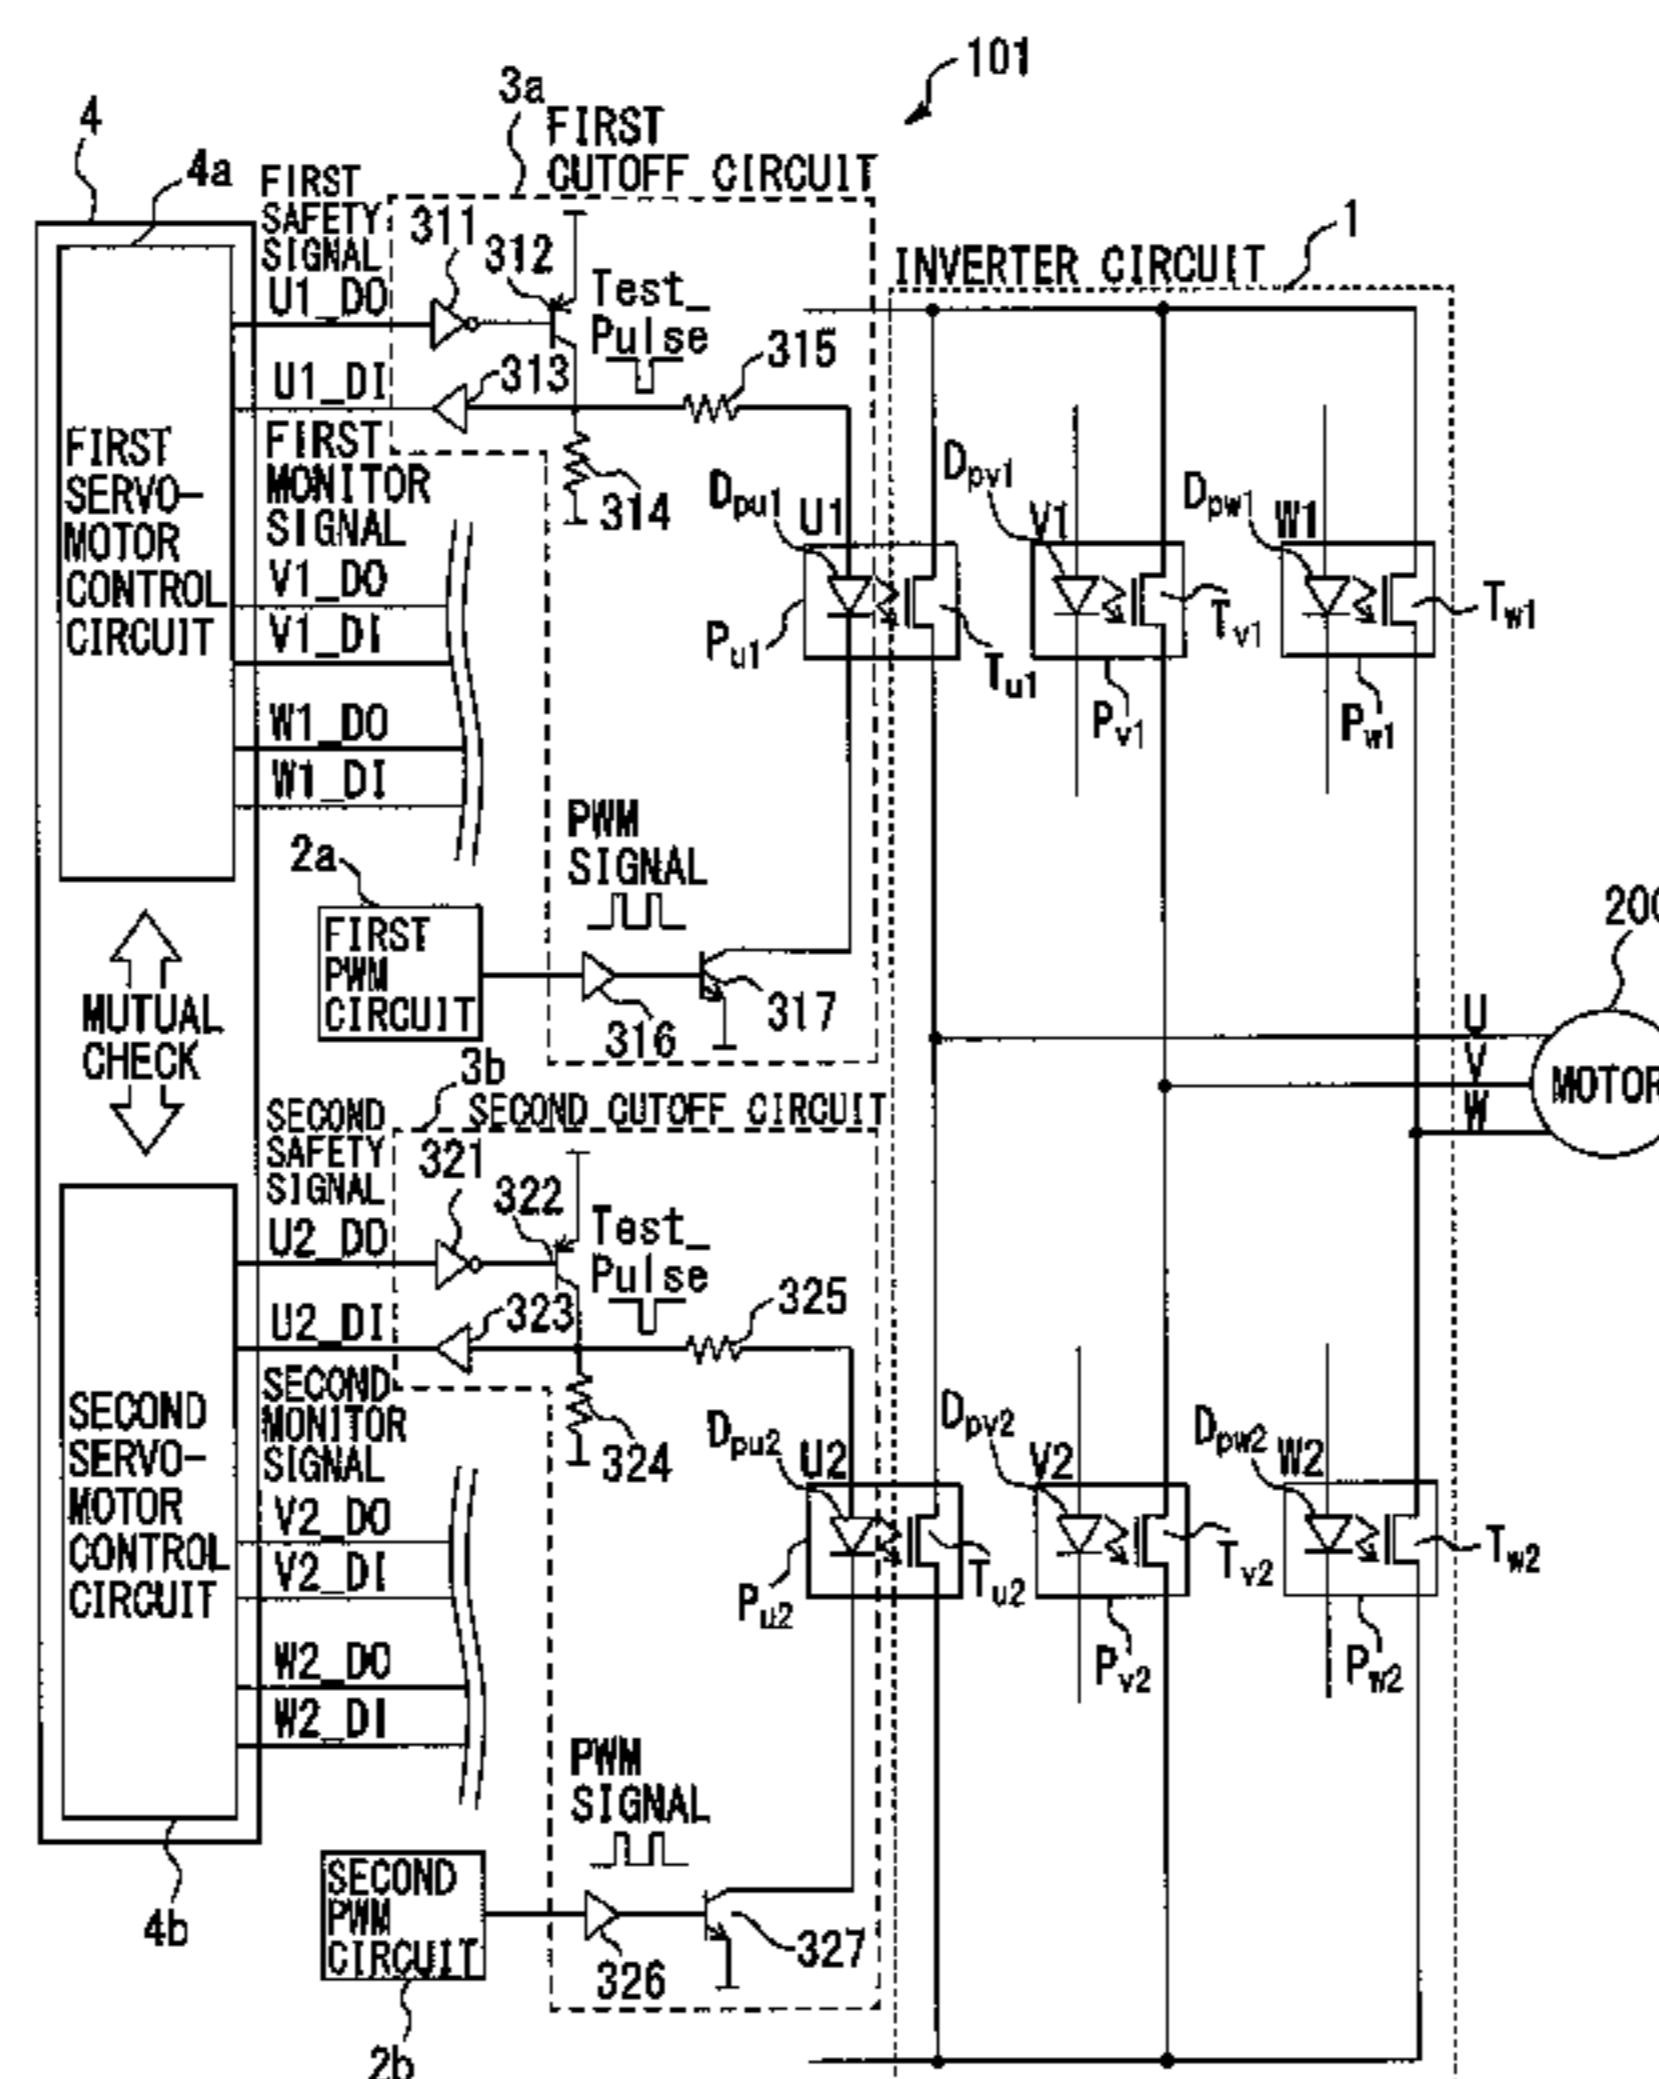 101
3a
FIRST
CUTOFF CIRCUIT
4
4a
FIRST
SAFETY
SIGNAL
U1_DO
311
312
Test_
Pulse
315
U1_DI
313
314
FIRST
MONITOR
SIGNAL
V1_DO
V1_DI
W1_DO
W1_DI
FIRST
SERVO-
MOTOR
CONTROL
CIRCUIT
INVERTER CIRCUIT
1
Dpu1
U1
Pu1
Tu1
Dpv1
V1
Tv1
Pv1
Dpw1
W1
Tw1
Pw1
PWM
SIGNAL
2a
FIRST
PWM
CIRCUIT
316
317
MUTUAL
CHECK
U
V
W
MOTOR
3b
SECOND CUTOFF CIRCUIT
SECOND
SAFETY
SIGNAL
U2_DO
321
322
Test_
Pulse
325
U2_DI
323
324
SECOND
MONITOR
SIGNAL
V2_DO
V2_DI
W2_DO
W2_DI
SECOND
SERVO-
MOTOR
CONTROL
CIRCUIT
4b
Dpu2
U2
Pu2
Tu2
Dpv2
V2
Tv2
Pv2
Dpw2
W2
Tw2
Pw2
PWM
SIGNAL
SECOND
PWM
CIRCUIT
326
327
2b